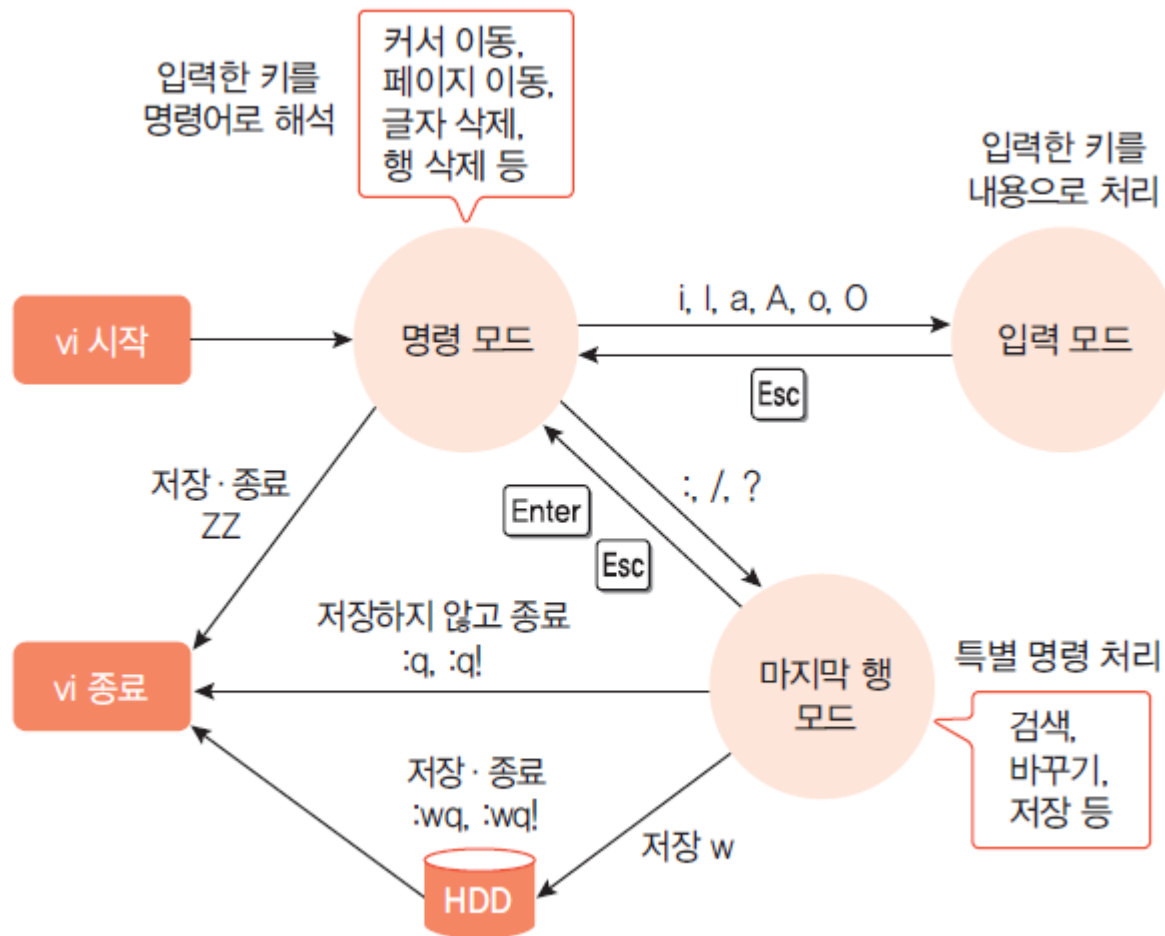 입력한 키를
명령어로 해석
커서 이동,
페이지 이동,
글자 삭제,
행 삭제 등
입력한 키를
내용으로 처리
vi 시작
명령 모드
i, I, a, A, o, O
입력 모드
Esc
저장 · 종료
ZZ
:, /, ?
Enter
Esc
저장하지 않고 종료
:q, :q!
vi 종료
마지막 행
모드
특별 명령 처리
검색,
바꾸기,
저장 등
저장 · 종료
:wq, :wq!
저장 w
HDD